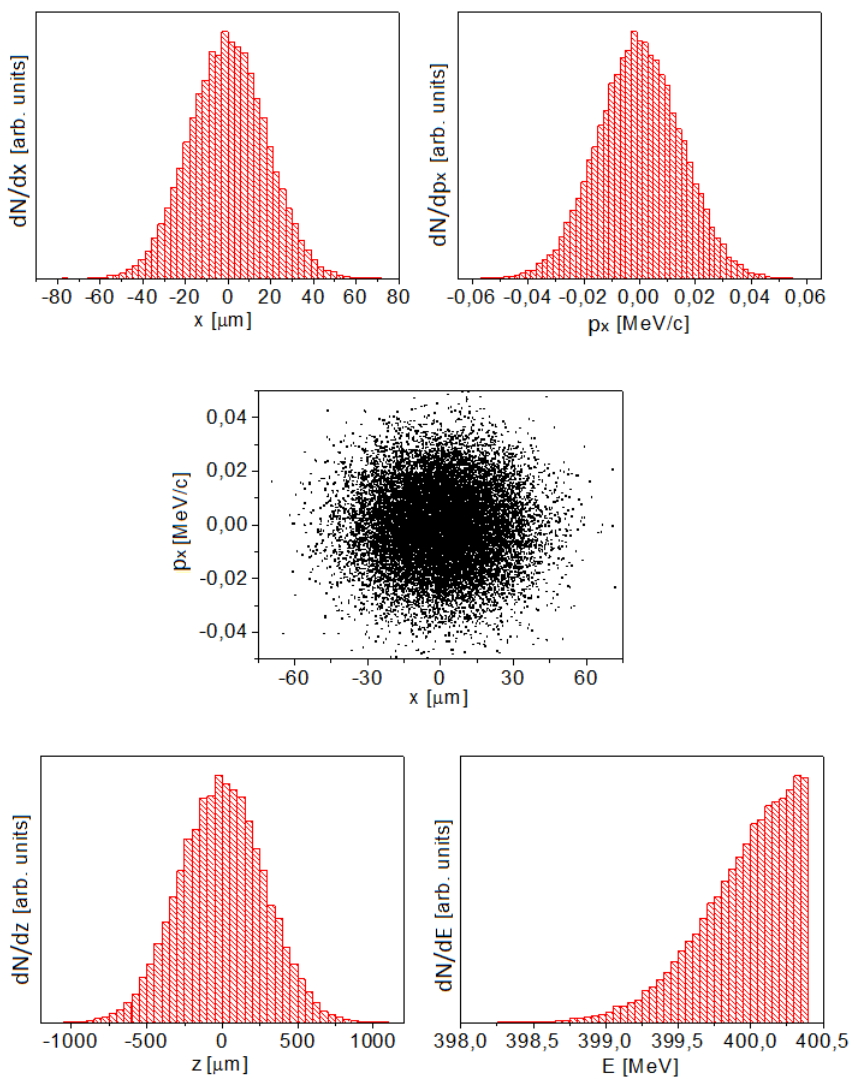 dN/dx [arb. units]
-80 -60 -40 -20 0 20 40 60 80
x [μm]
dN/dpx [arb. units]
-0,06 -0,04 -0,02 0,00 0,02 0,04 0,06
px [MeV/c]
px [MeV/c]
0,04
0,02
0,00
-0,02
-0,04
-60 -30 0 30 60
x [μm]
dN/dz [arb. units]
-1000 -500 0 500 1000
z [μm]
dN/dE [arb. units]
398,0 398,5 399,0 399,5 400,0 400,5
E [MeV]